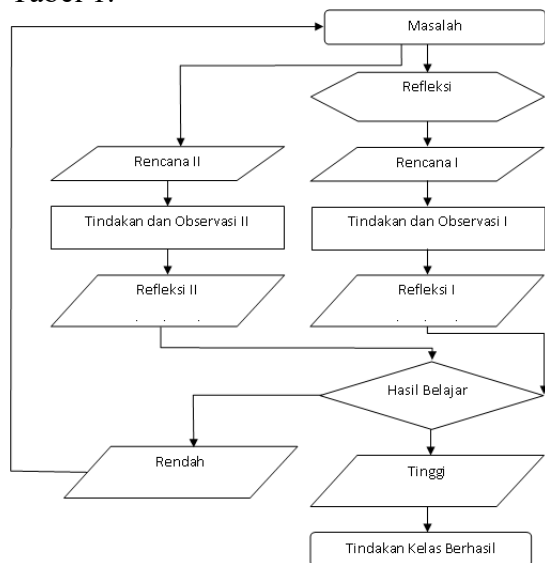 Tabel 1.
Masalah
Refleksi
Rencana II
Rencana I
Tindakan dan Observasi II
Tindakan dan Observasi I
Refleksi II
. . .
Refleksi I
. . .
Hasil Belajar
Rendah
Tinggi
Tindakan Kelas Berhasil